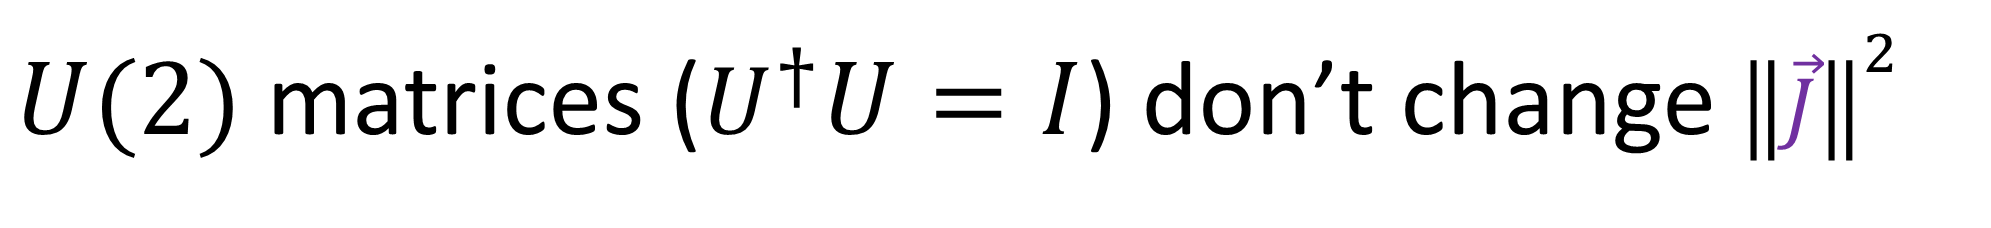 U(2) matrices (U†U = I) don’t change ‖J⃗‖²